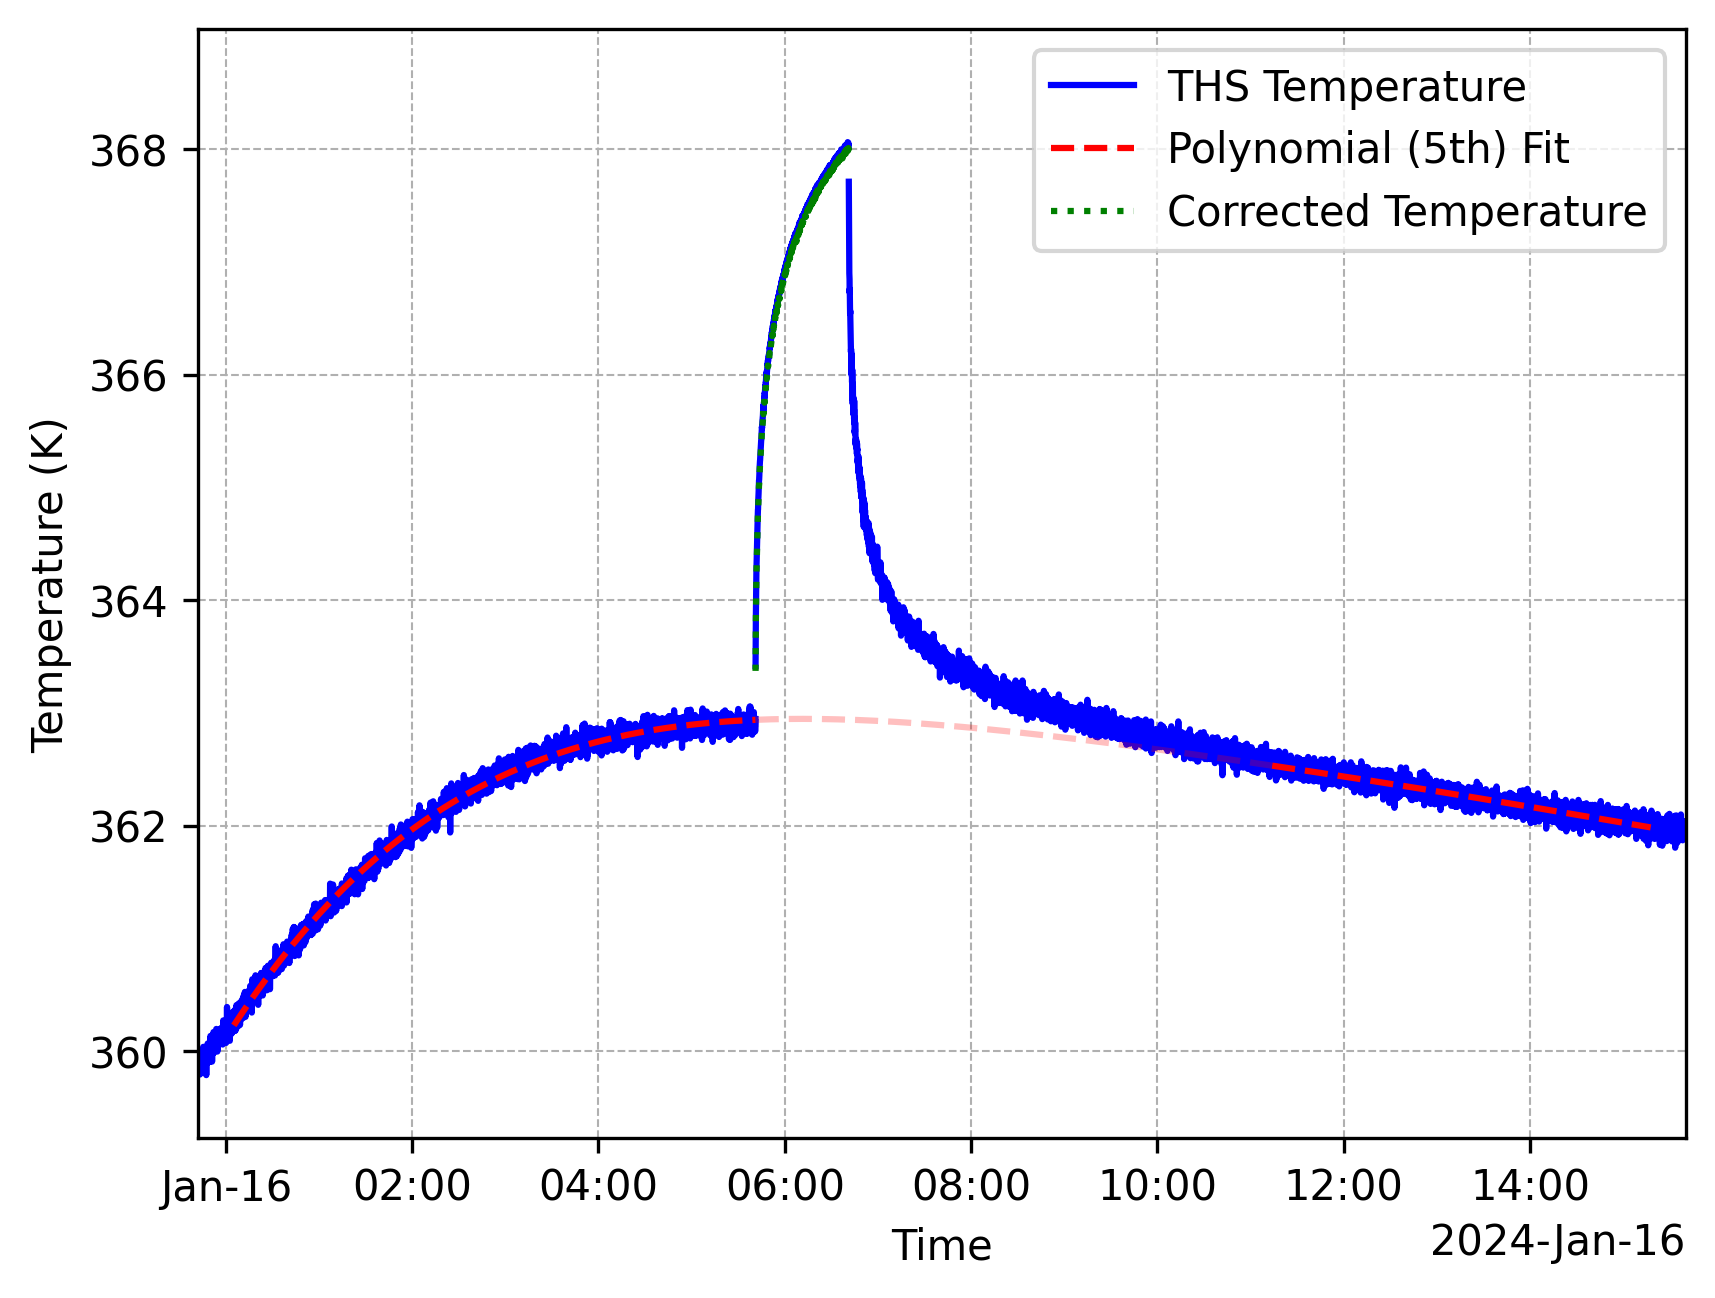 THS Temperature
Polynomial (5th) Fit
Corrected Temperature
Temperature (K)
368
366
364
362
360
Jan-16 02:00 04:00 06:00 08:00 10:00 12:00 14:00
Time
2024-Jan-16